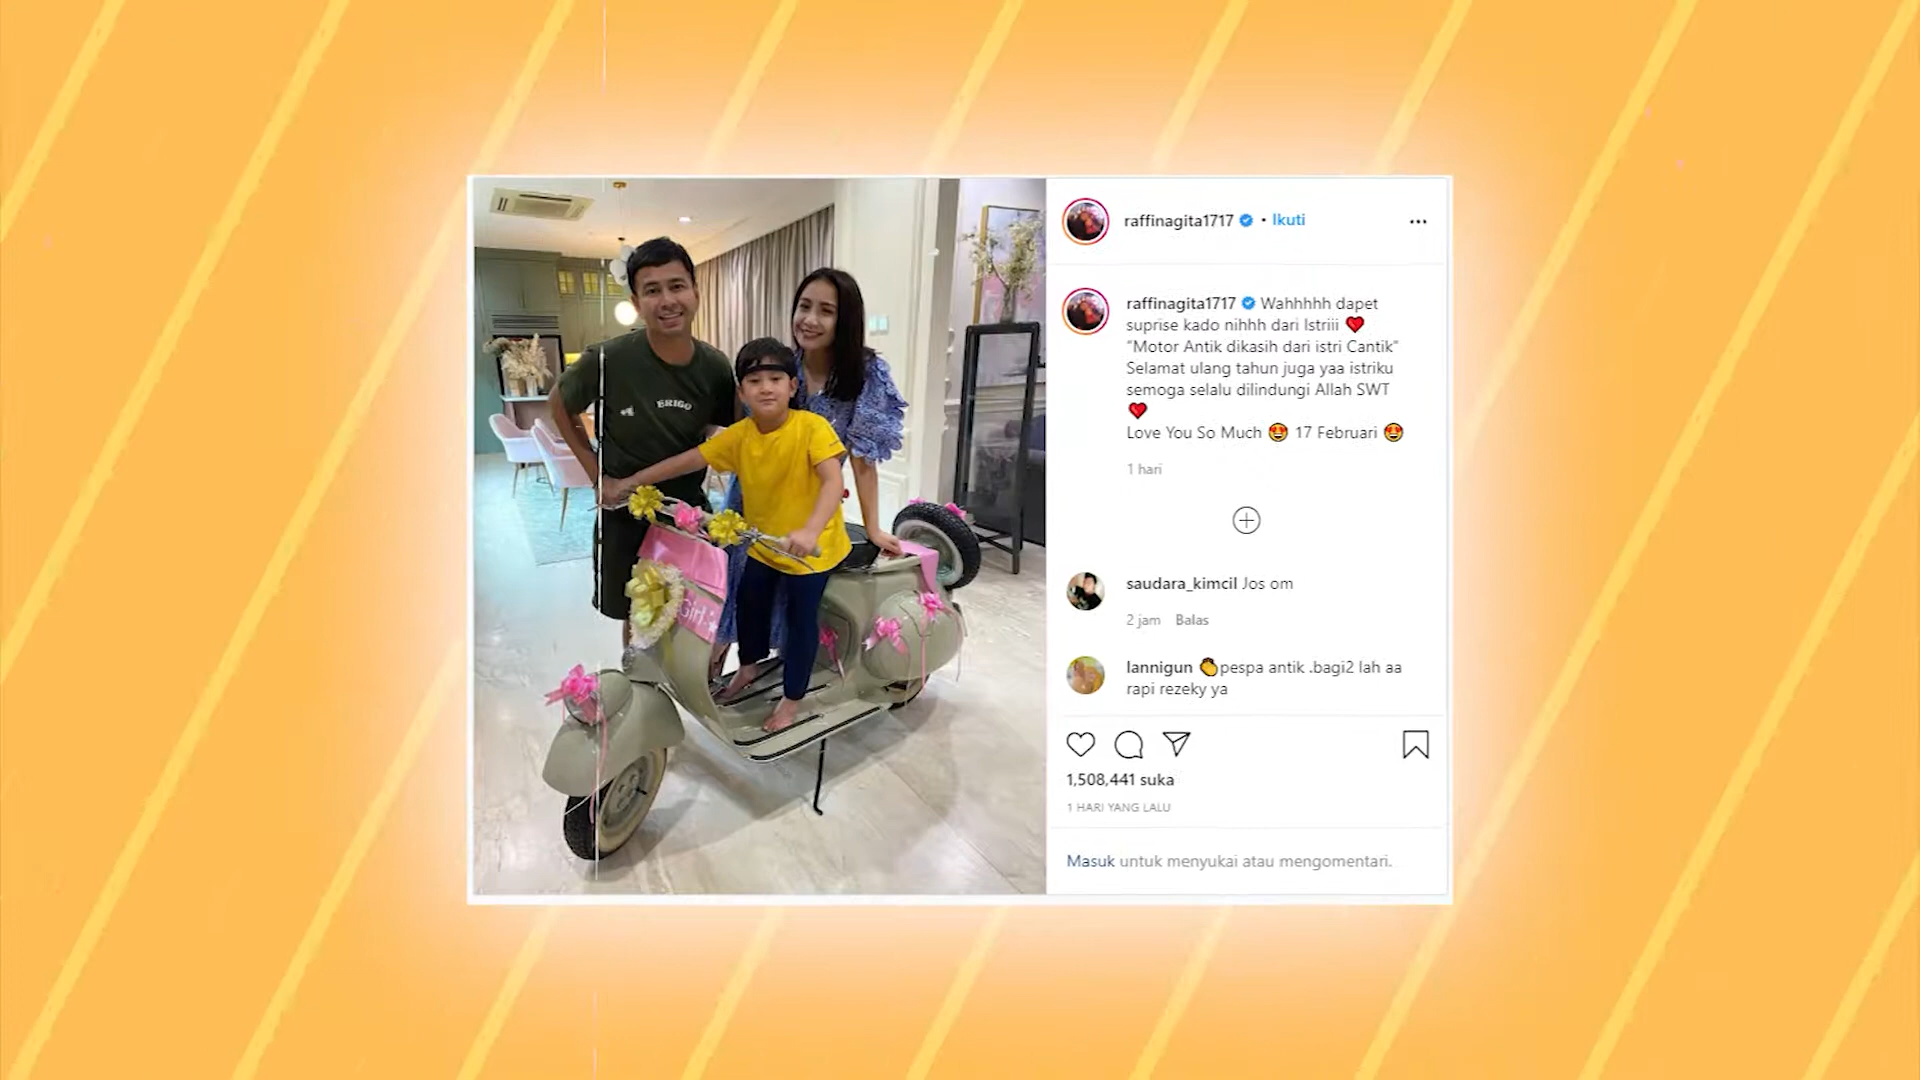 ERIGO
Girl
raffinagita1717 • Ikuti
raffinagita1717 Wahhhhh dapet
suprise kado nihhh dari Istriii ❤️
"Motor Antik dikasih dari istri Cantik"
Selamat ulang tahun juga yaa istriku
semoga selalu dilindungi Allah SWT
❤️
Love You So Much 😍 17 Februari 😍
1 hari
saudara_kimcil Jos om
2 jam Balas
lannigun 👏pespa antik .bagi2 lah aa
rapi rezeky ya
1,508,441 suka
1 HARI YANG LALU
Masuk untuk menyukai atau mengomentari.